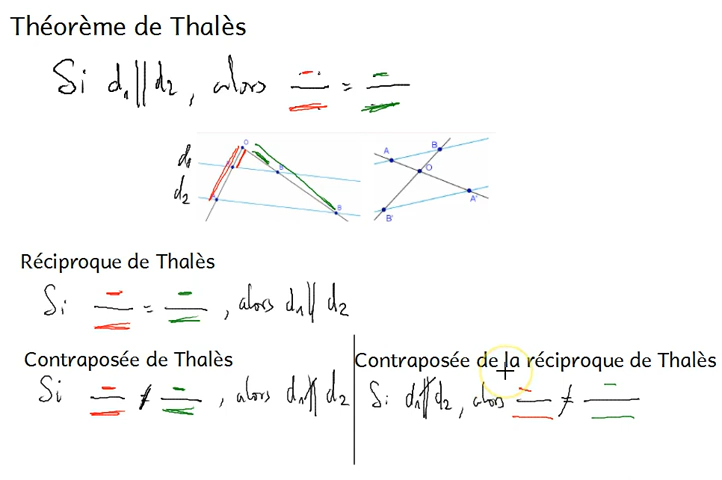 Théorème de Thalès
Si d₁ // d₂, alors — = —
d₁
d₂
O
B
B
A
B
O
A'
B'
Réciproque de Thalès
Si — = —, alors d₁ // d₂
Contraposée de Thalès
Si — ≠ —, alors d₁ ∦ d₂
Contraposée de la réciproque de Thalès
Si d₁ ∦ d₂, alors — ≠ —